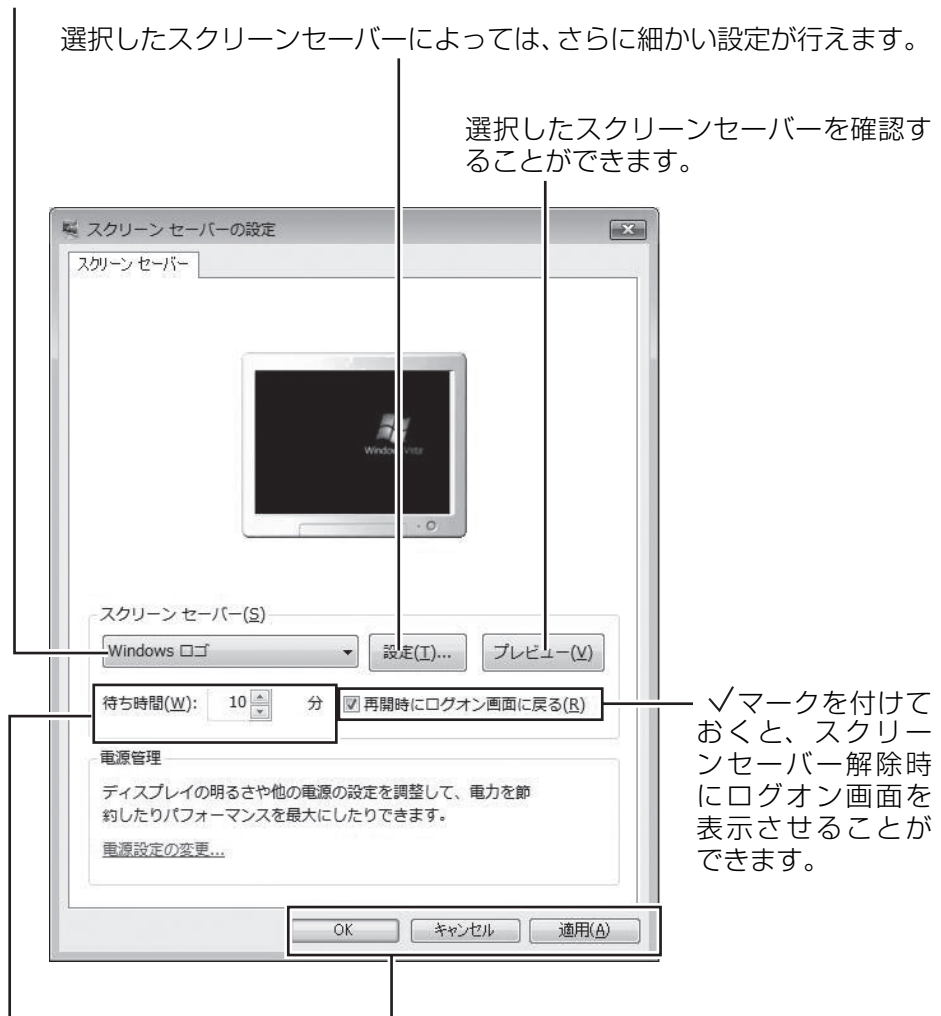 選択したスクリーンセーバーによっては、さらに細かい設定が行えます。
選択したスクリーンセーバーを確認す
ることができます。
スクリーン セーバーの設定
スクリーン セーバー
Windows Vista
スクリーン セーバー(S)
Windows ロゴ
設定(T)...
プレビュー(V)
待ち時間(W): 10 分
再開時にログオン画面に戻る(R)
✓マークを付けて
おくと、スクリー
ンセーバー解除時
にログオン画面を
表示させることが
できます。
電源管理
ディスプレイの明るさや他の電源の設定を調整して、電力を節
約したりパフォーマンスを最大にしたりできます。
電源設定の変更...
OK
キャンセル
適用(A)